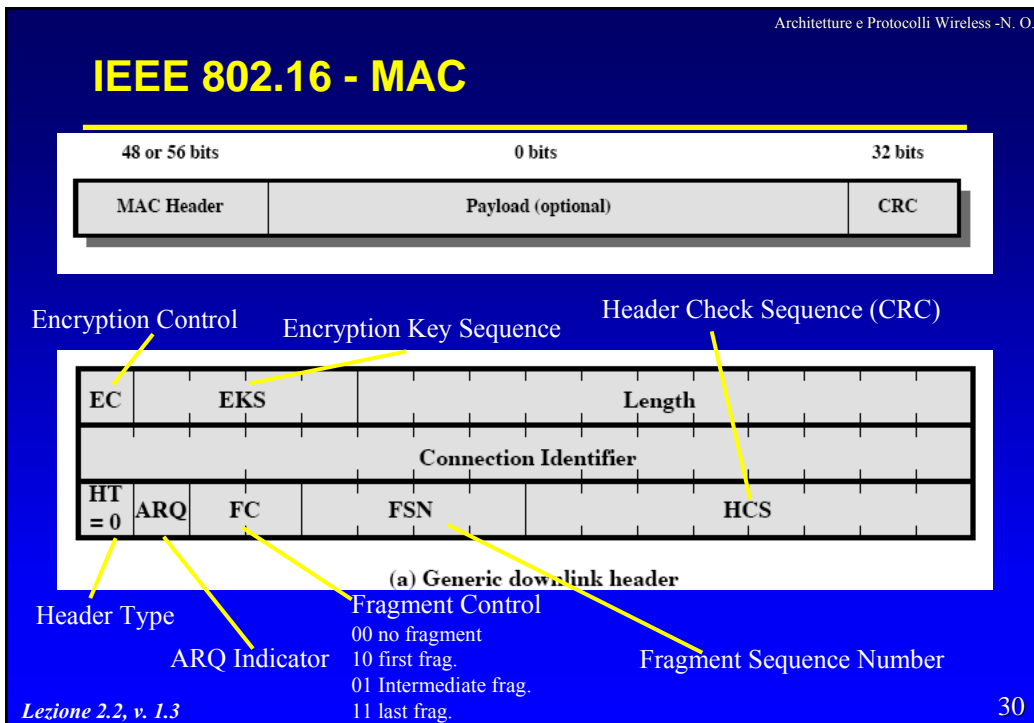 Architetture e Protocolli Wireless -N. O.
IEEE 802.16 - MAC
48 or 56 bits 0 bits 32 bits
MAC Header Payload (optional) CRC
Encryption Control Encryption Key Sequence Header Check Sequence (CRC)
EC EKS Length
Connection Identifier
HT = 0 ARQ FC FSN HCS
(a) Generic downlink header
Header Type
ARQ Indicator
Fragment Control
00 no fragment
10 first frag.
01 Intermediate frag.
11 last frag.
Fragment Sequence Number
Lezione 2.2, v. 1.3
30